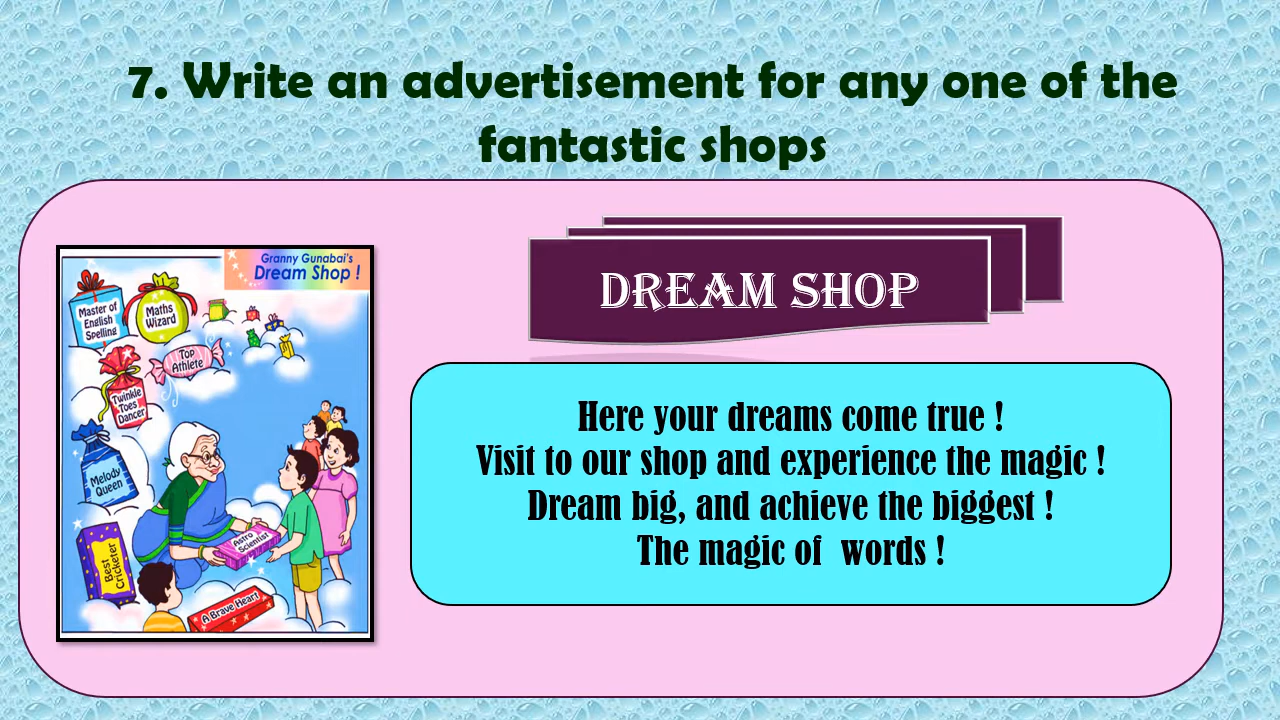 7. Write an advertisement for any one of the
fantastic shops
Granny Gunabai's
Dream Shop !
Master of
English
Spelling
Maths
Wizard
Top
Athlete
Twinkle
Toes
Dancer
Melody
Queen
Best
Cricketer
Astro
Scientist
A Brave Heart
DREAM SHOP
Here your dreams come true !
Visit to our shop and experience the magic !
Dream big, and achieve the biggest !
The magic of  words !